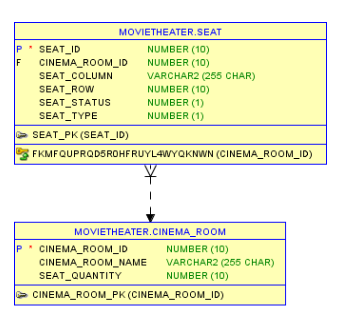 MOVIETHEATER.SEAT
P * SEAT_ID NUMBER (10)
F CINEMA_ROOM_ID NUMBER (10)
SEAT_COLUMN VARCHAR2 (255 CHAR)
SEAT_ROW NUMBER (10)
SEAT_STATUS NUMBER (1)
SEAT_TYPE NUMBER (1)
SEAT_PK (SEAT_ID)
FKMFQUPRQD5R0HFRUYL4WYQKNWN (CINEMA_ROOM_ID)
MOVIETHEATER.CINEMA_ROOM
P * CINEMA_ROOM_ID NUMBER (10)
CINEMA_ROOM_NAME VARCHAR2 (255 CHAR)
SEAT_QUANTITY NUMBER (10)
CINEMA_ROOM_PK (CINEMA_ROOM_ID)